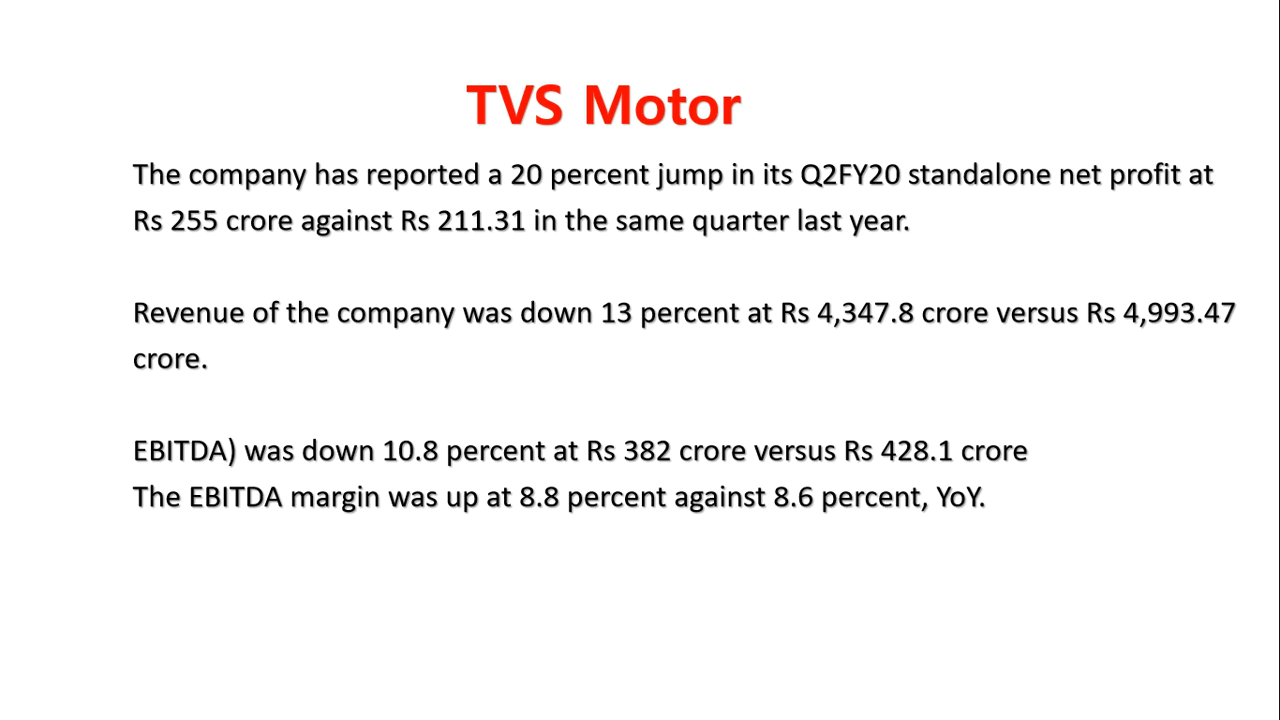 TVS Motor
The company has reported a 20 percent jump in its Q2FY20 standalone net profit at
Rs 255 crore against Rs 211.31 in the same quarter last year.
Revenue of the company was down 13 percent at Rs 4,347.8 crore versus Rs 4,993.47
crore.
EBITDA) was down 10.8 percent at Rs 382 crore versus Rs 428.1 crore
The EBITDA margin was up at 8.8 percent against 8.6 percent, YoY.